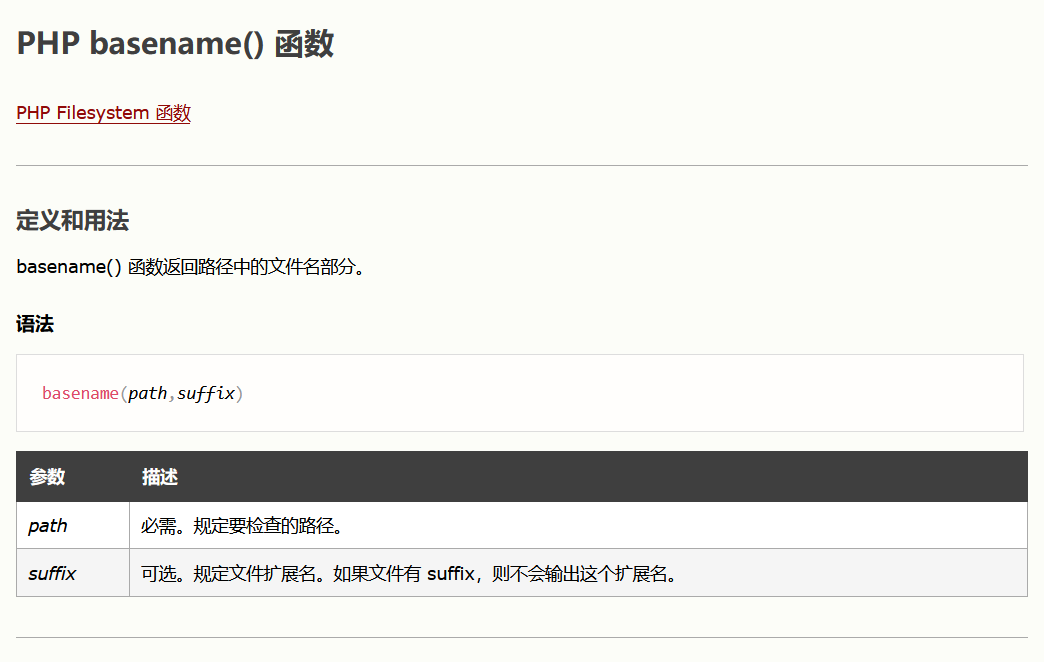 PHP basename() 函数
PHP Filesystem 函数
定义和用法
basename() 函数返回路径中的文件名部分。
语法
basename(path,suffix)
参数 描述
path 必需。规定要检查的路径。
suffix 可选。规定文件扩展名。如果文件有 suffix，则不会输出这个扩展名。